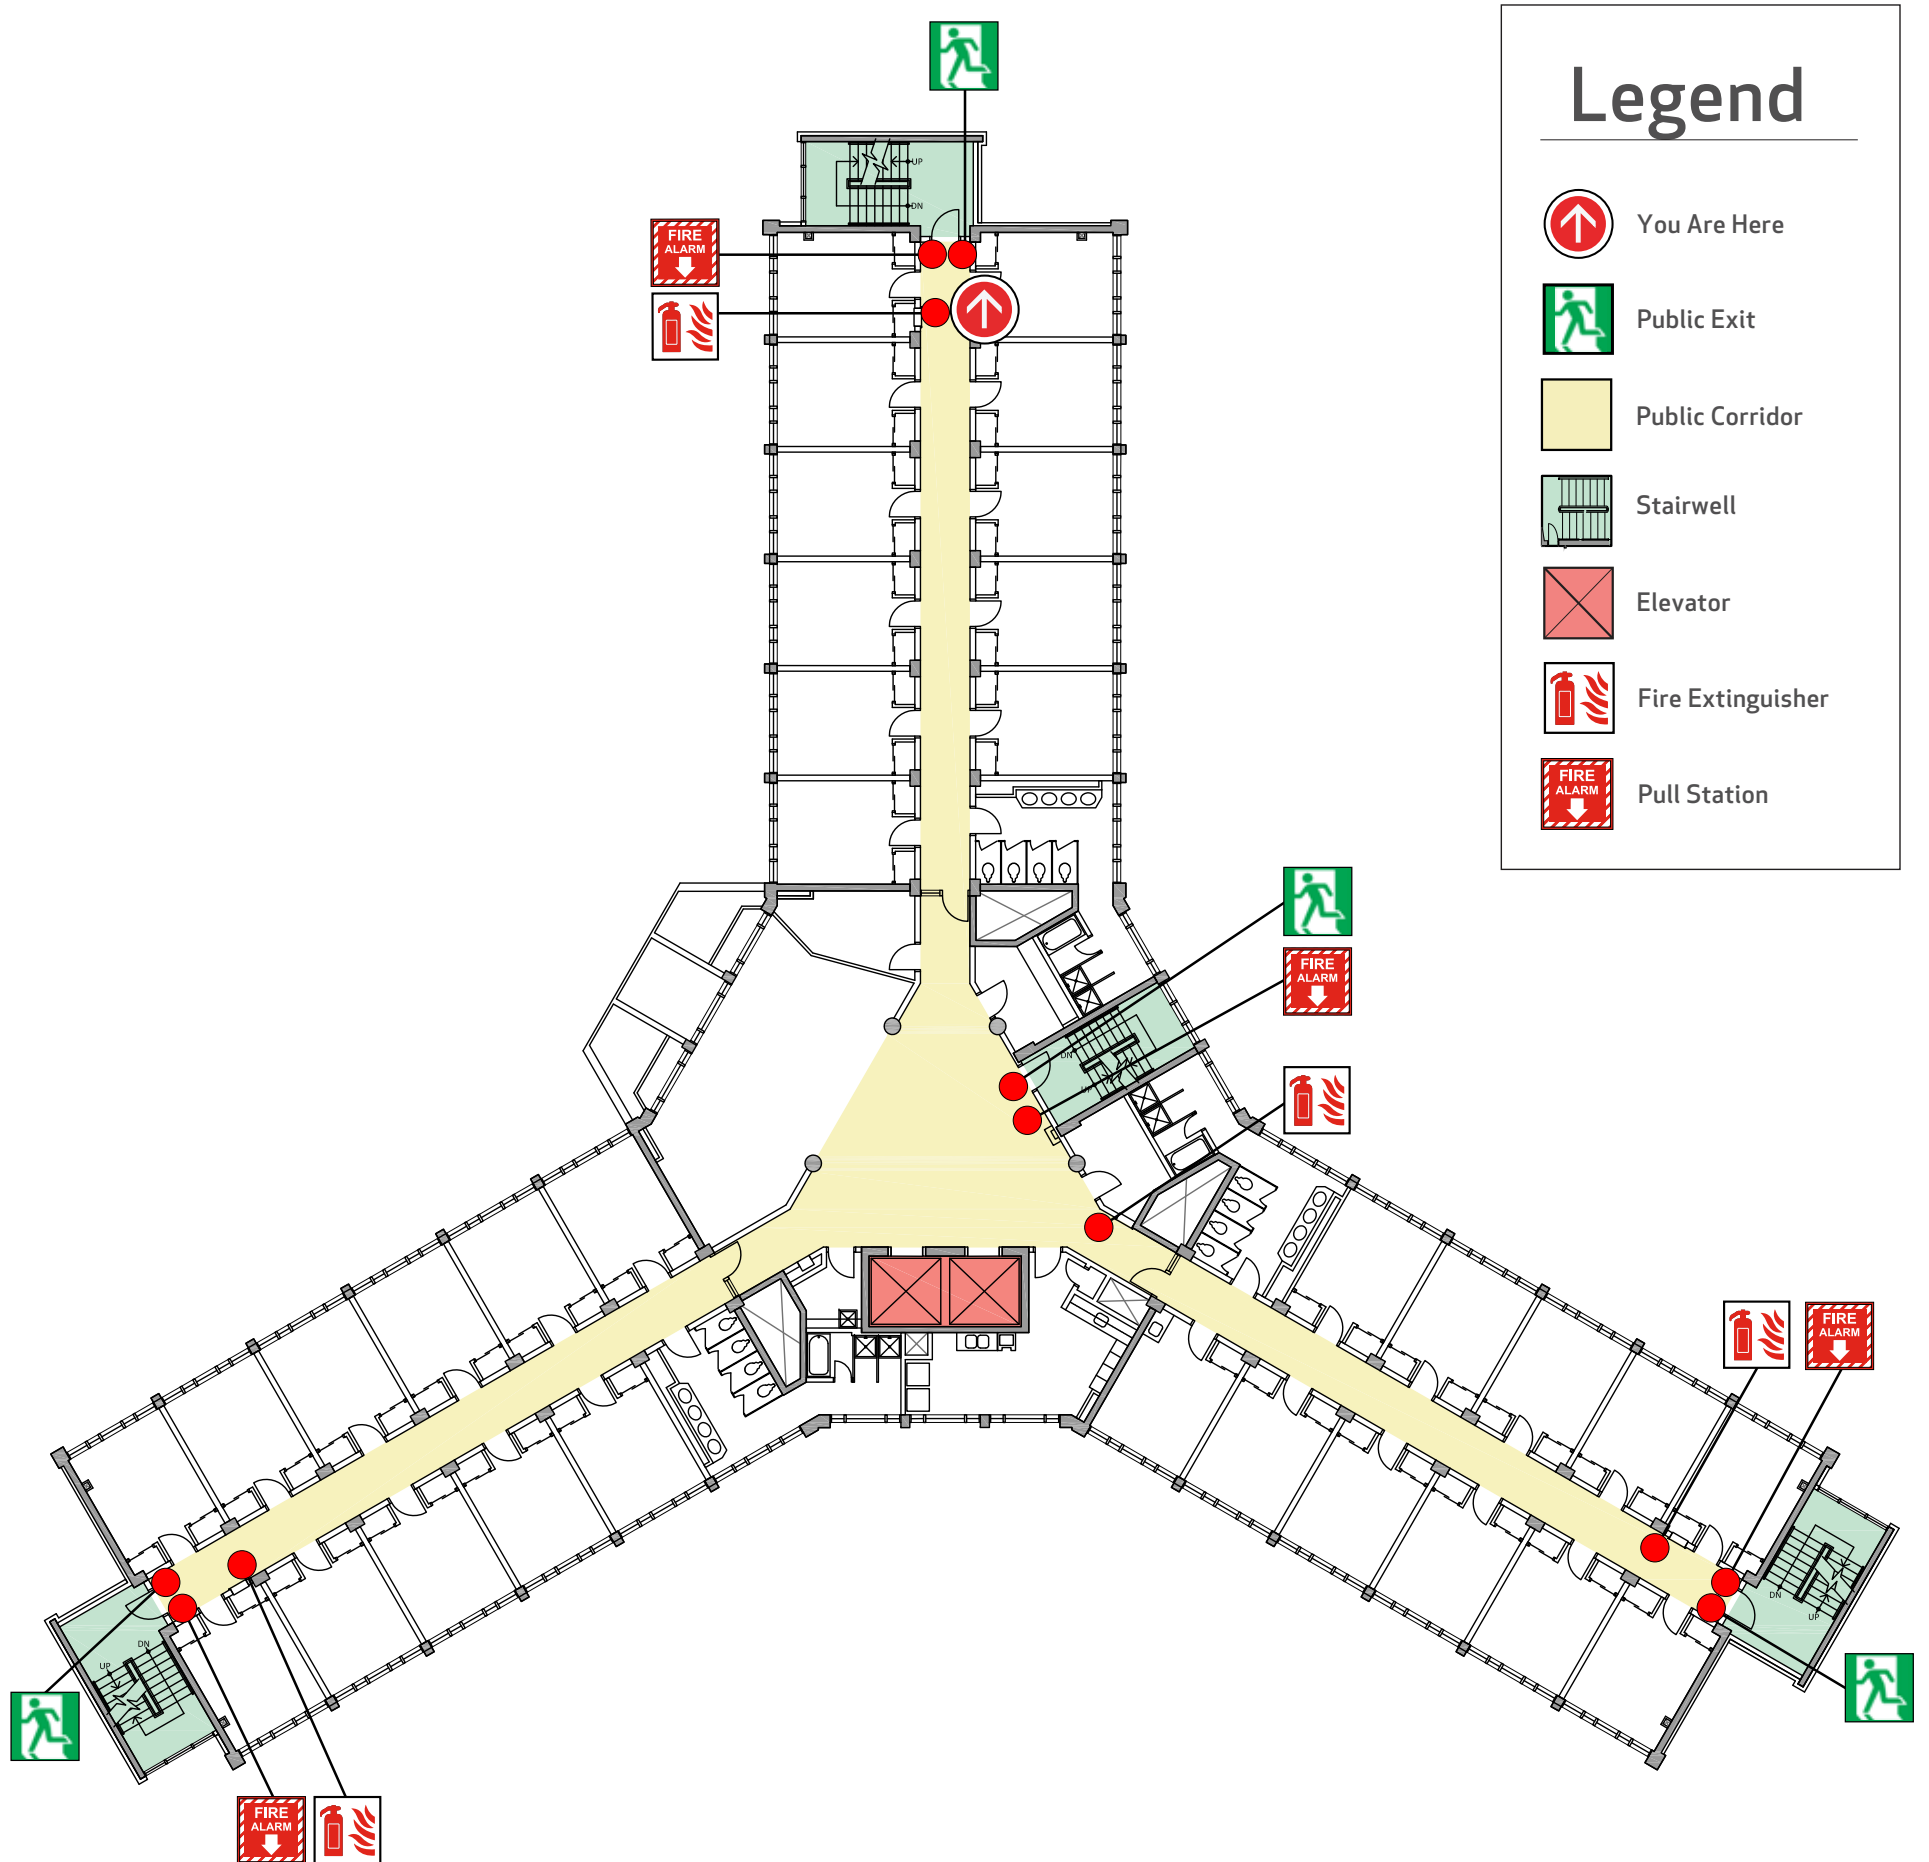 Legend
You Are Here
Public Exit
Public Corridor
Stairwell
Elevator
Fire Extinguisher
FIRE
ALARM
Pull Station
UP
DN
FIRE
ALARM
FIRE
ALARM
DN
UP
FIRE
ALARM
DN
UP
DN
UP
FIRE
ALARM